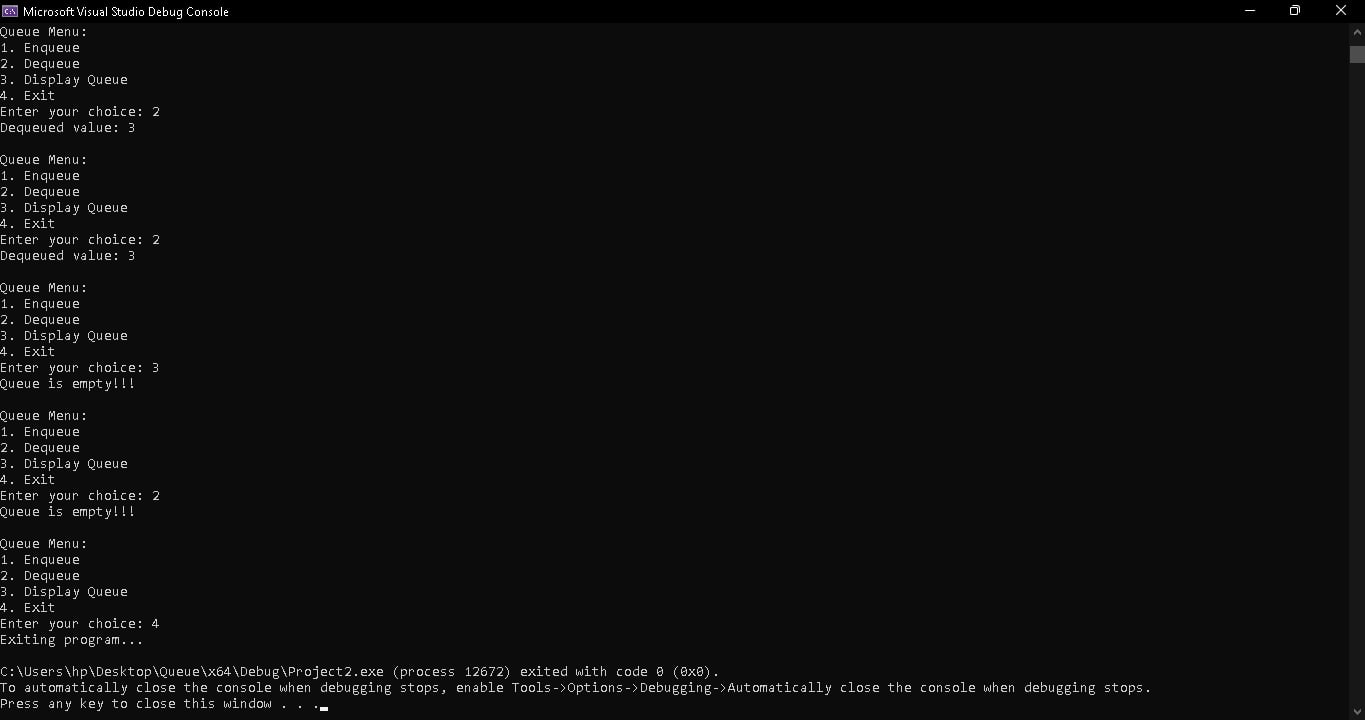 Microsoft Visual Studio Debug Console
Queue Menu:
1. Enqueue
2. Dequeue
3. Display Queue
4. Exit
Enter your choice: 2
Dequeued value: 3
Queue Menu:
1. Enqueue
2. Dequeue
3. Display Queue
4. Exit
Enter your choice: 2
Dequeued value: 3
Queue Menu:
1. Enqueue
2. Dequeue
3. Display Queue
4. Exit
Enter your choice: 3
Queue is empty!!!
Queue Menu:
1. Enqueue
2. Dequeue
3. Display Queue
4. Exit
Enter your choice: 2
Queue is empty!!!
Queue Menu:
1. Enqueue
2. Dequeue
3. Display Queue
4. Exit
Enter your choice: 4
Exiting program...
C:\Users\hp\Desktop\Queue\x64\Debug\Project2.exe (process 12672) exited with code 0 (0x0).
To automatically close the console when debugging stops, enable Tools->Options->Debugging->Automatically close the console when debugging stops.
Press any key to close this window . . .